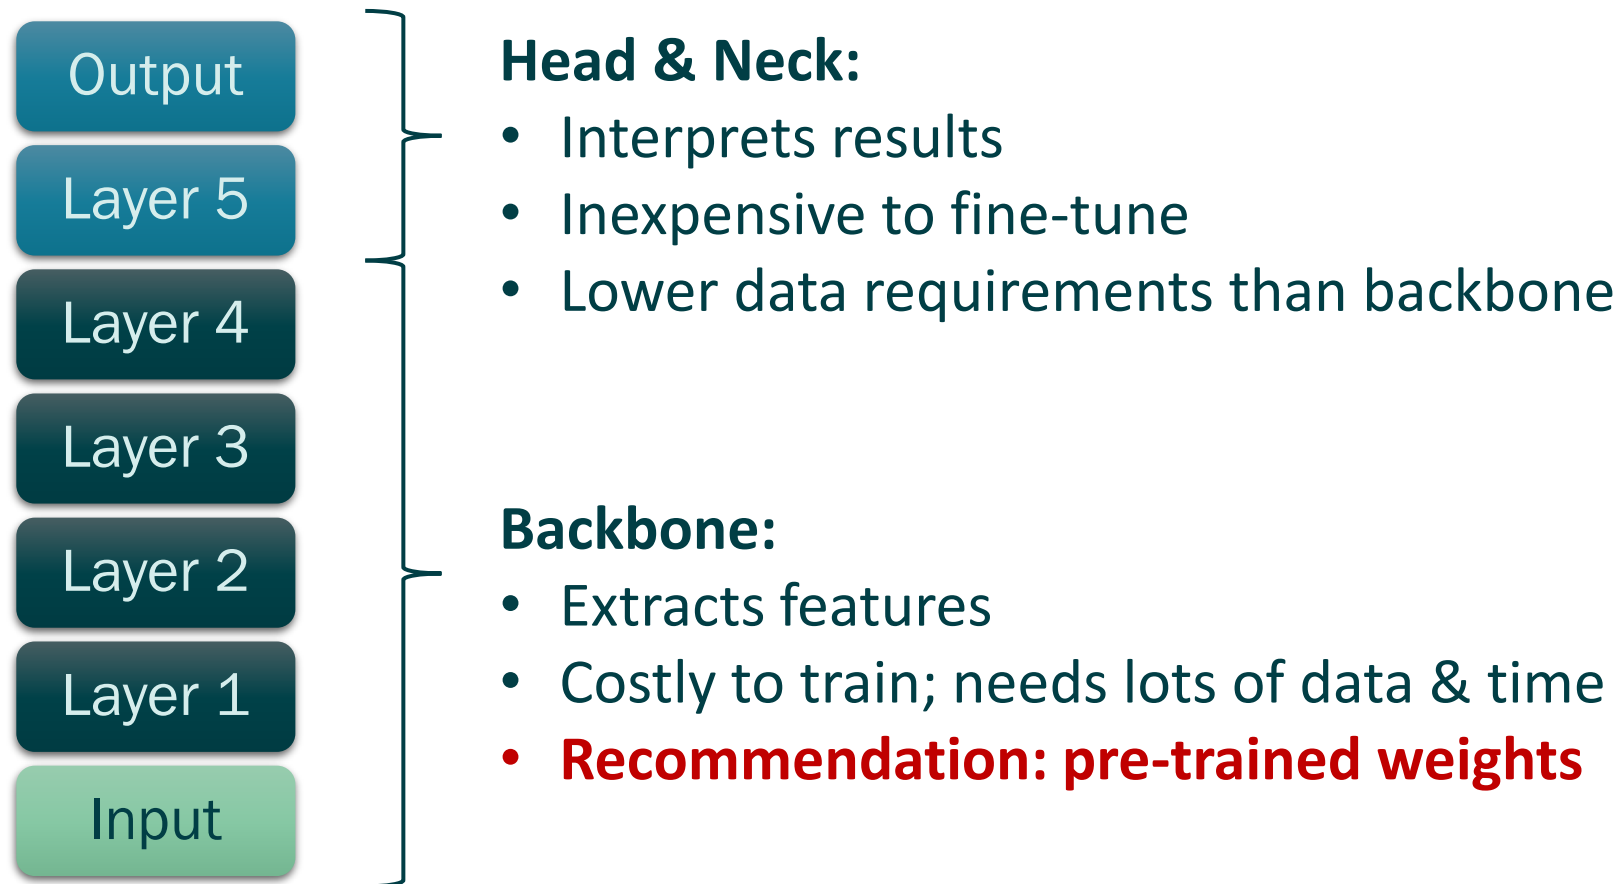 Output
Layer 5
Layer 4
Layer 3
Layer 2
Layer 1
Input
Head & Neck:
• Interprets results
• Inexpensive to fine-tune
• Lower data requirements than backbone
Backbone:
• Extracts features
• Costly to train; needs lots of data & time
• Recommendation: pre-trained weights